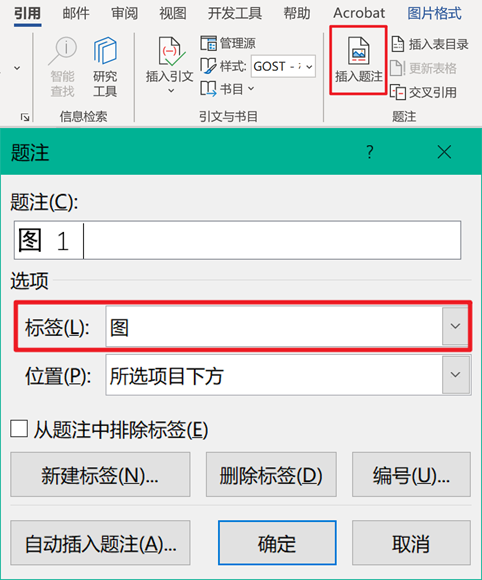 引用 邮件 审阅 视图 开发工具 帮助 Acrobat 图片格式
智能查找
研究工具
信息检索
插入引文
管理源
样式: GOST -
书目
引文与书目
插入题注
插入表目录
更新表格
交叉引用
题注
题注 ?
题注(C):
图 1
选项
标签(L): 图
位置(P): 所选项目下方
从题注中排除标签(E)
新建标签(N)... 删除标签(D) 编号(U)...
自动插入题注(A)... 确定 取消